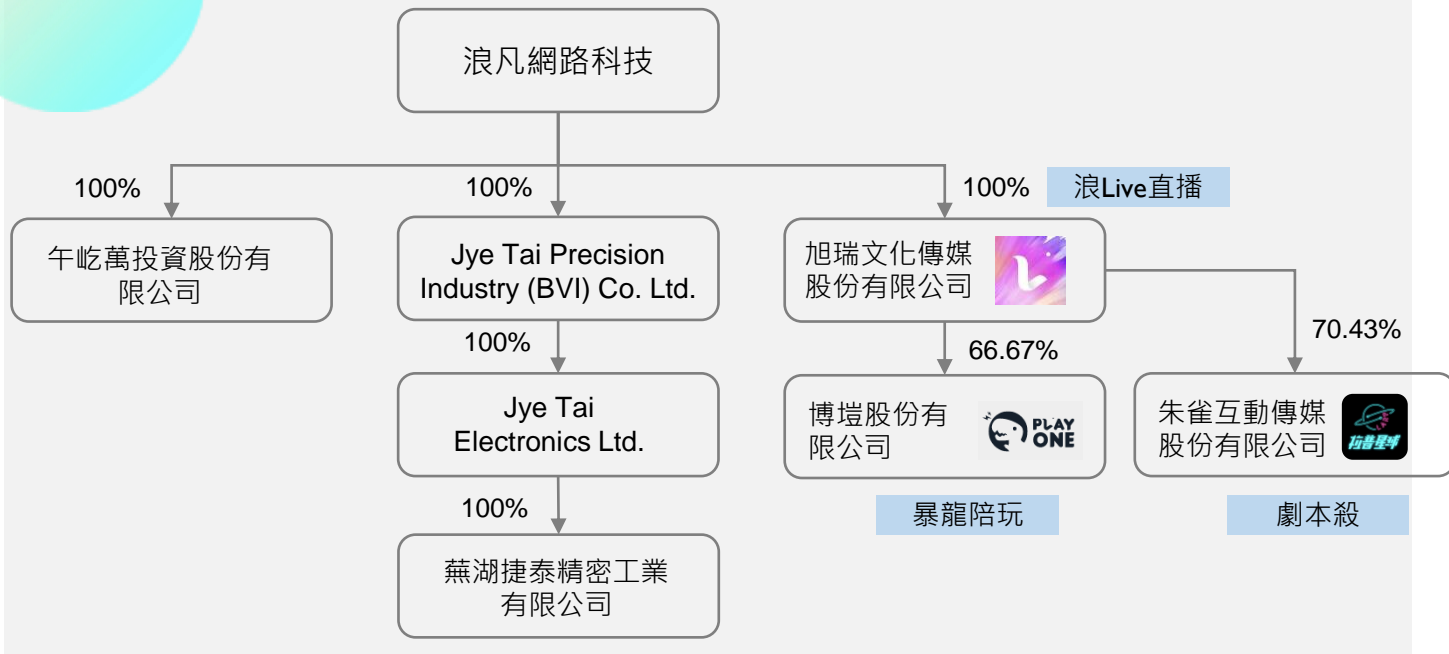 浪凡網路科技
100%
100%
100%
浪Live直播
午屹萬投資股份有
限公司
Jye Tai Precision
Industry (BVI) Co. Ltd.
旭瑞文化傳媒
股份有限公司
100%
66.67%
70.43%
Jye Tai
Electronics Ltd.
博塏股份有
限公司
PLAY
ONE
朱雀互動傳媒
股份有限公司
LARP
拉普星球
100%
暴龍陪玩
劇本殺
蕪湖捷泰精密工業
有限公司